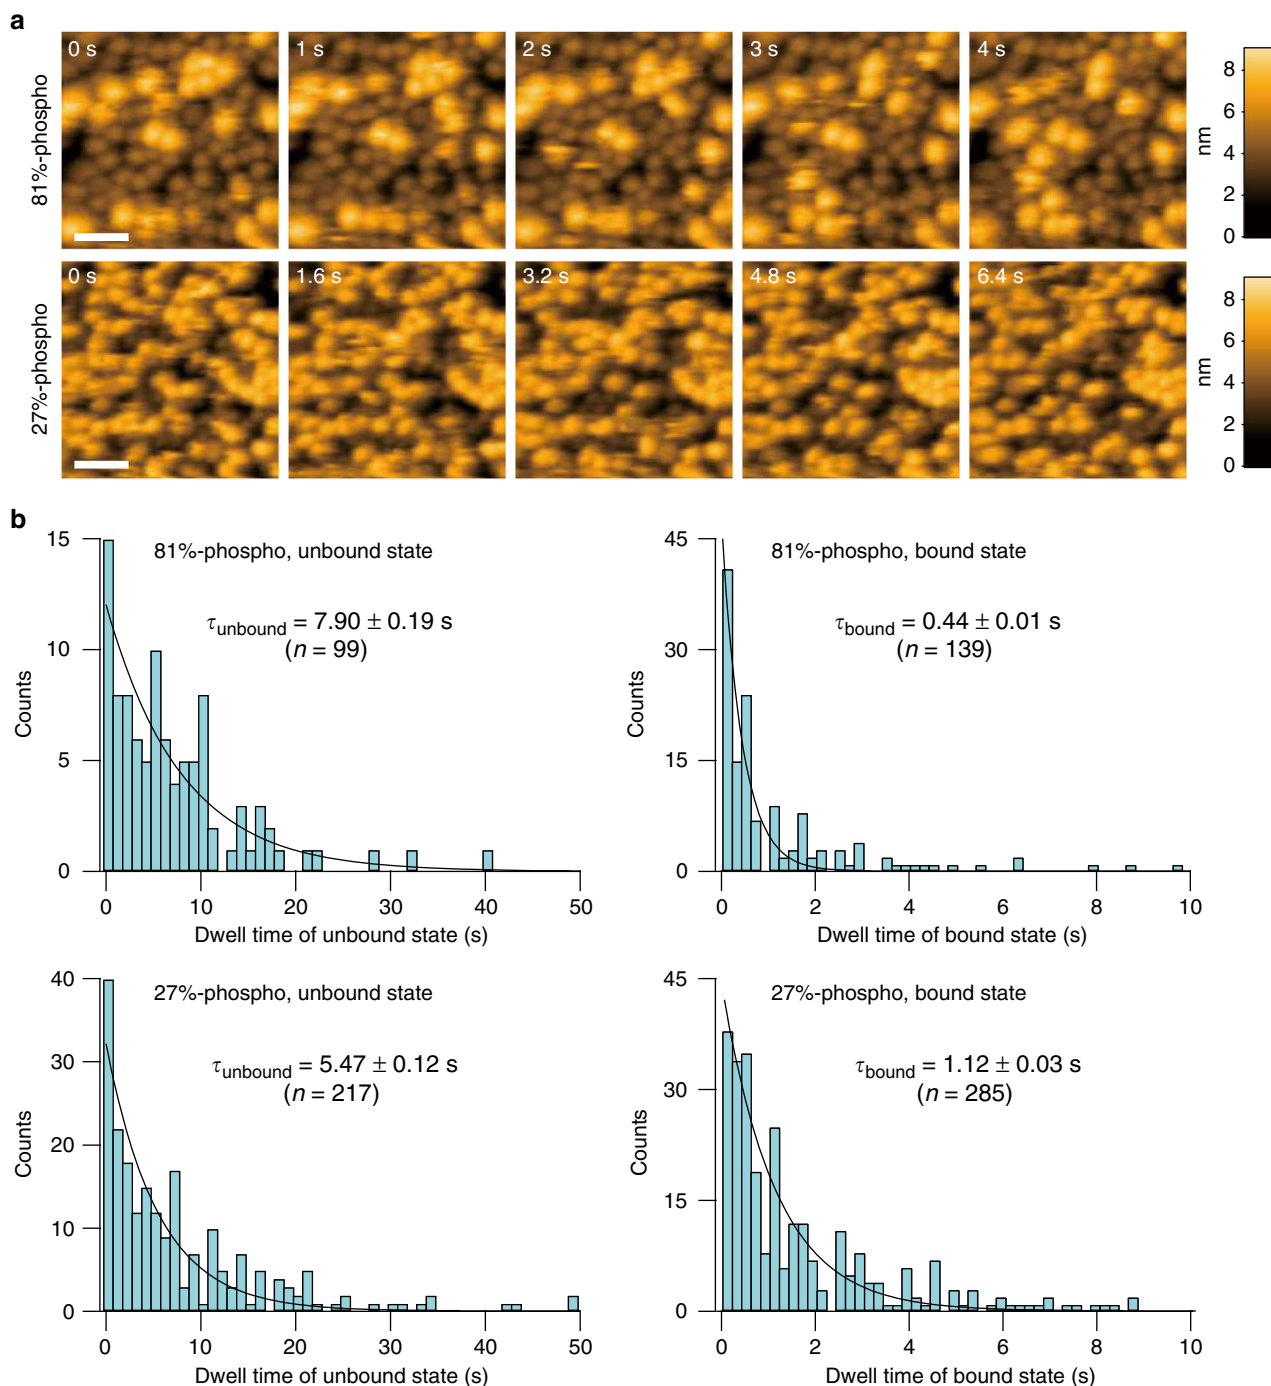 a
81%-phospho
0 s
1 s
2 s
3 s
4 s
8
6
4
2
0
nm
27%-phospho
0 s
1.6 s
3.2 s
4.8 s
6.4 s
8
6
4
2
0
nm
b
81%-phospho, unbound state
τunbound = 7.90 ± 0.19 s
(n = 99)
Counts
15
10
5
0
0 10 20 30 40 50
Dwell time of unbound state (s)
81%-phospho, bound state
τbound = 0.44 ± 0.01 s
(n = 139)
Counts
45
30
15
0
0 2 4 6 8 10
Dwell time of bound state (s)
27%-phospho, unbound state
τunbound = 5.47 ± 0.12 s
(n = 217)
Counts
40
30
20
10
0
0 10 20 30 40 50
Dwell time of unbound state (s)
27%-phospho, bound state
τbound = 1.12 ± 0.03 s
(n = 285)
Counts
45
30
15
0
0 2 4 6 8 10
Dwell time of bound state (s)